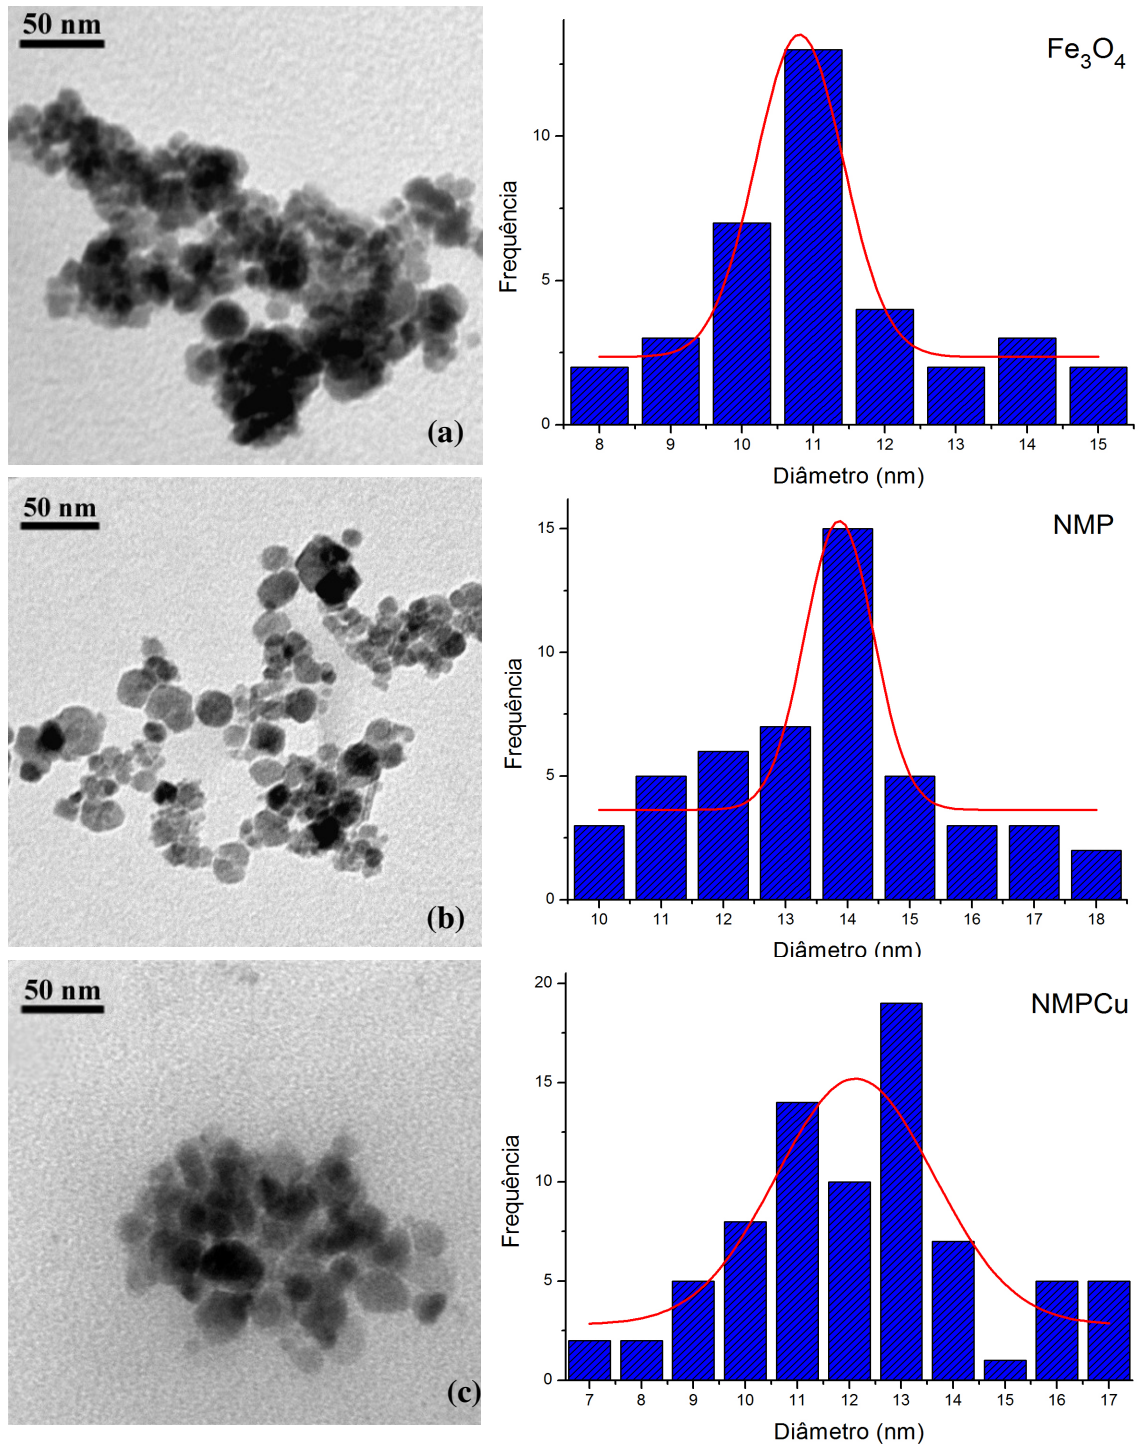 50 nm
(a)
Fe3O4
Frequência
10
5
0
8 9 10 11 12 13 14 15
Diâmetro (nm)
50 nm
(b)
NMP
Frequência
15
10
5
0
10 11 12 13 14 15 16 17 18
Diâmetro (nm)
50 nm
(c)
NMPCu
Frequência
20
15
10
5
0
7 8 9 10 11 12 13 14 15 16 17
Diâmetro (nm)